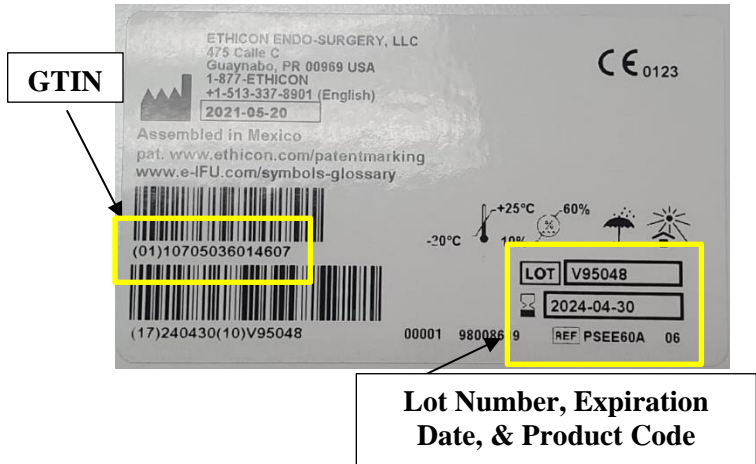 GTIN
ETHICON ENDO-SURGERY, LLC
475 Calle C
Guaynabo, PR 00969 USA
1-877-ETHICON
+1-513-337-8901 (English)
2021-05-20
CE 0123
Assembled in Mexico
pat. www.ethicon.com/patentmarking
www.e-IFU.com/symbols-glossary
+25°C
60%
%
-20°C
10%
(01)10705036014607
LOT V95048
2024-04-30
(17)240430(10)V95048
00001
REF PSEE60A 06
Lot Number, Expiration
Date, & Product Code